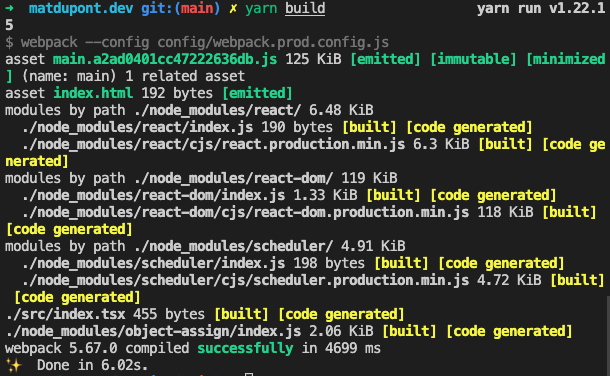 ➜  matdupont.dev git:(main) ✗ yarn build                    yarn run v1.22.1
5
$ webpack --config config/webpack.prod.config.js
asset main.a2ad0401cc47222636db.js 125 KiB [emitted] [immutable] [minimized
] (name: main) 1 related asset
asset index.html 192 bytes [emitted]
modules by path ./node_modules/react/ 6.48 KiB
  ./node_modules/react/index.js 190 bytes [built] [code generated]
  ./node_modules/react/cjs/react.production.min.js 6.3 KiB [built] [code ge
nerated]
modules by path ./node_modules/react-dom/ 119 KiB
  ./node_modules/react-dom/index.js 1.33 KiB [built] [code generated]
  ./node_modules/react-dom/cjs/react-dom.production.min.js 118 KiB [built]
[code generated]
modules by path ./node_modules/scheduler/ 4.91 KiB
  ./node_modules/scheduler/index.js 198 bytes [built] [code generated]
  ./node_modules/scheduler/cjs/scheduler.production.min.js 4.72 KiB [built]
 [code generated]
./src/index.tsx 455 bytes [built] [code generated]
./node_modules/object-assign/index.js 2.06 KiB [built] [code generated]
webpack 5.67.0 compiled successfully in 4699 ms
✨  Done in 6.02s.